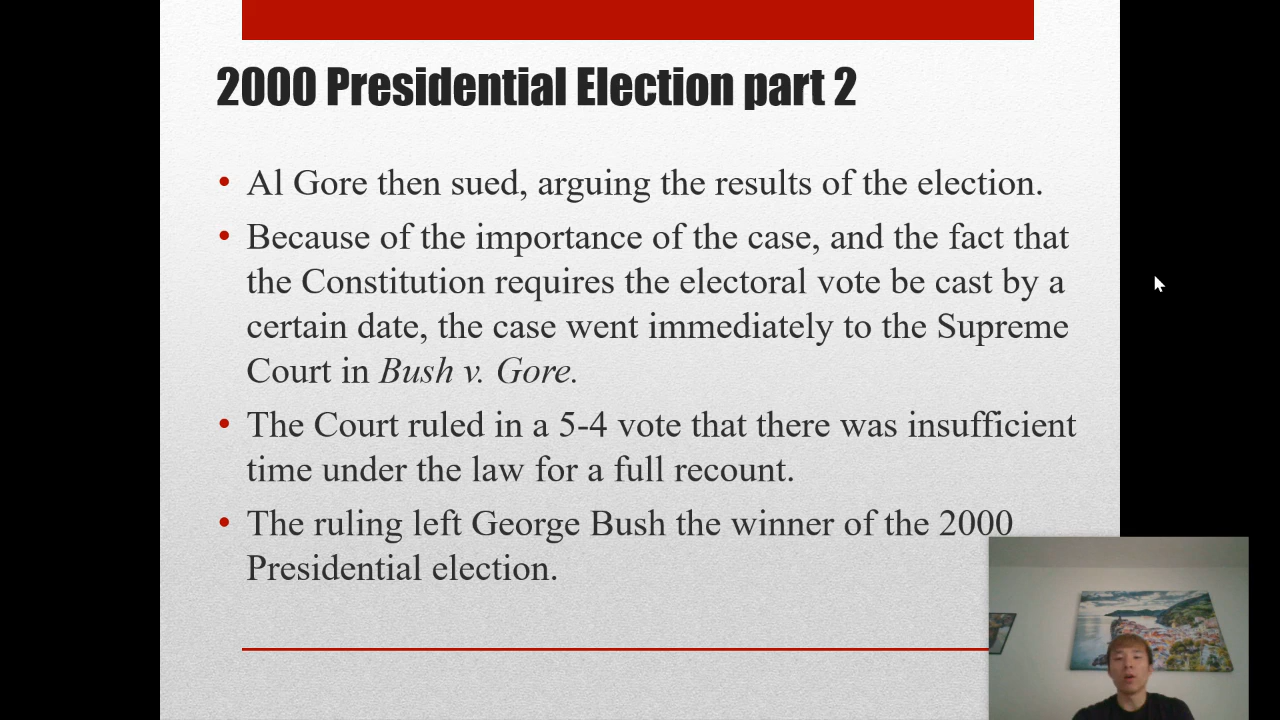 2000 Presidential Election part 2
• Al Gore then sued, arguing the results of the election.
• Because of the importance of the case, and the fact that
the Constitution requires the electoral vote be cast by a
certain date, the case went immediately to the Supreme
Court in Bush v. Gore.
• The Court ruled in a 5-4 vote that there was insufficient
time under the law for a full recount.
• The ruling left George Bush the winner of the 2000
Presidential election.